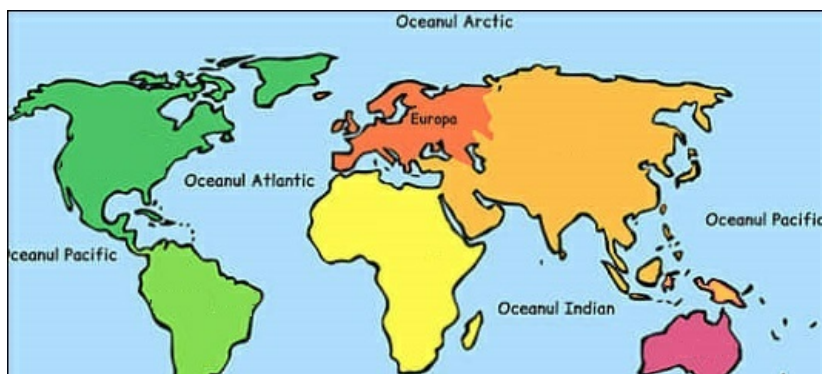 Oceanul Arctic
Europa
Oceanul Atlantic
Oceanul Pacific
ceanul Pacific
Oceanul Indian